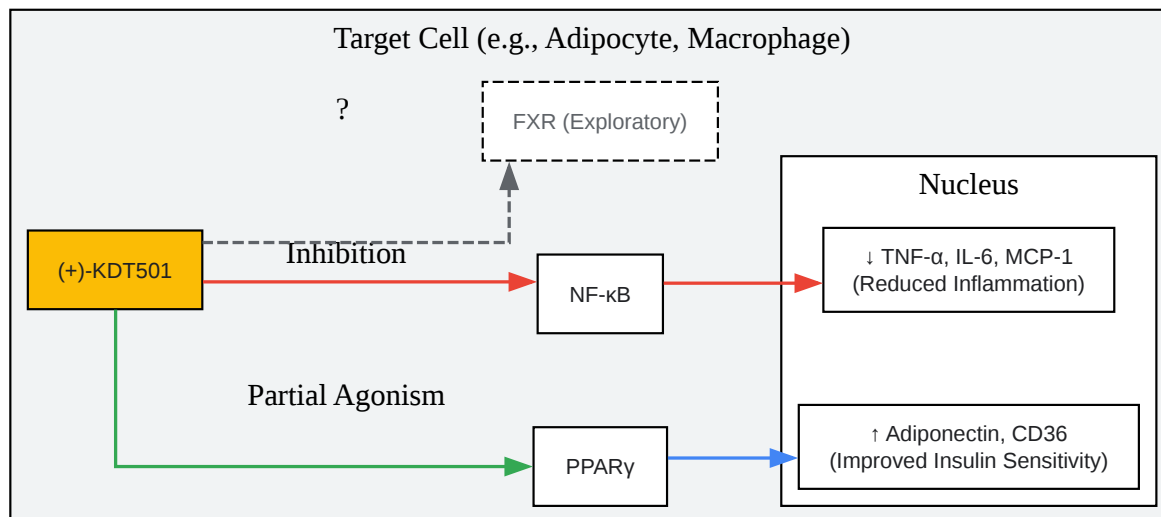 Target Cell (e.g., Adipocyte, Macrophage)
?
FXR (Exploratory)
Nucleus
Inhibition
(+)-KDT501
NF-κB
↓ TNF-α, IL-6, MCP-1
(Reduced Inflammation)
Partial Agonism
PPARγ
↑ Adiponectin, CD36
(Improved Insulin Sensitivity)